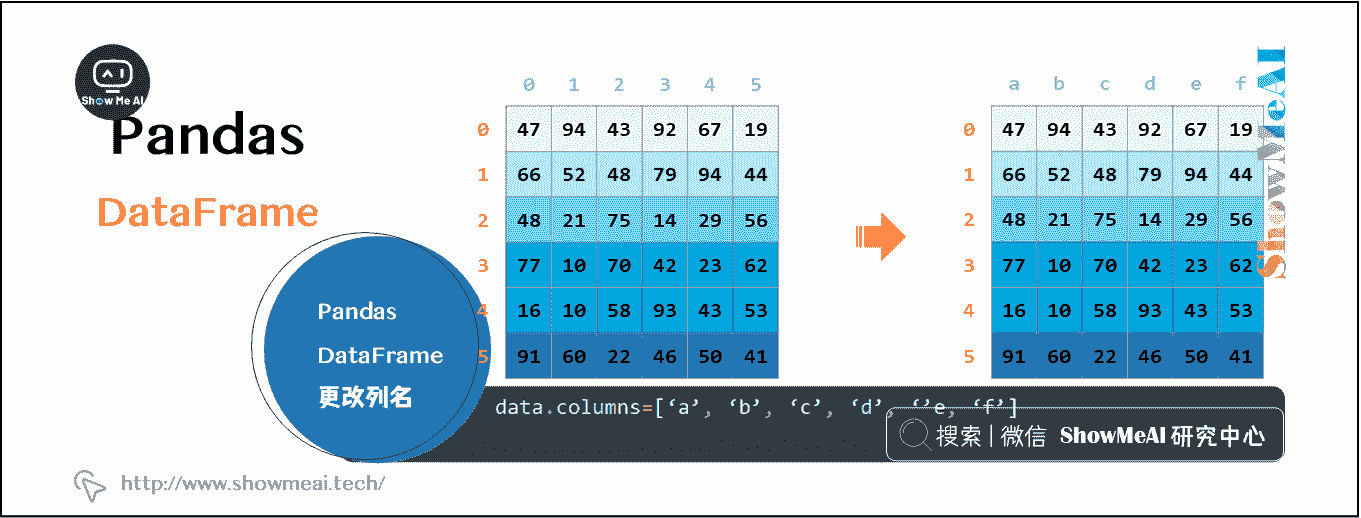 Show Me AI
Pandas
DataFrame
Pandas
DataFrame
更改列名
0 1 2 3 4 5
0 47 94 43 92 67 19
1 66 52 48 79 94 44
2 48 21 75 14 29 56
3 77 10 70 42 23 62
4 16 10 58 93 43 53
5 91 60 22 46 50 41
a b c d e f
0 47 94 43 92 67 19
1 66 52 48 79 94 44
2 48 21 75 14 29 56
3 77 10 70 42 23 62
4 16 10 58 93 43 53
5 91 60 22 46 50 41
ShowMeAI
data.columns=[‘a’, ‘b’, ‘c’, ‘d’, ‘’e, ‘f’]
搜索|微信 ShowMeAI 研究中心
http://www.showmeai.tech/